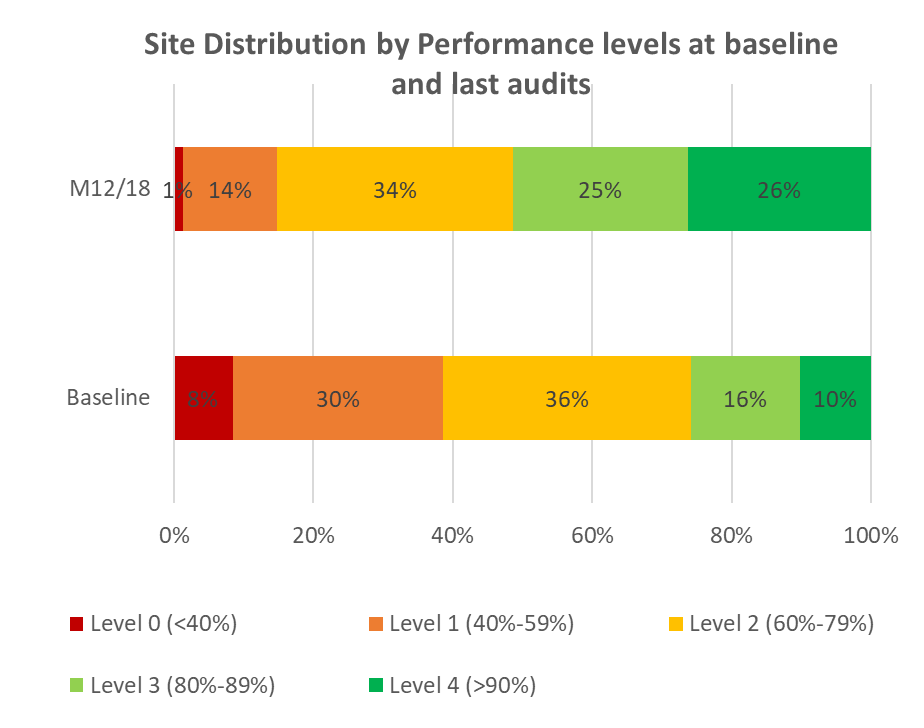 Site Distribution by Performance levels at baseline
and last audits
M12/18 1% 14% 34% 25% 26%
Baseline 8% 30% 36% 16% 10%
0% 20% 40% 60% 80% 100%
Level 0 (<40%) Level 1 (40%-59%) Level 2 (60%-79%)
Level 3 (80%-89%) Level 4 (>90%)